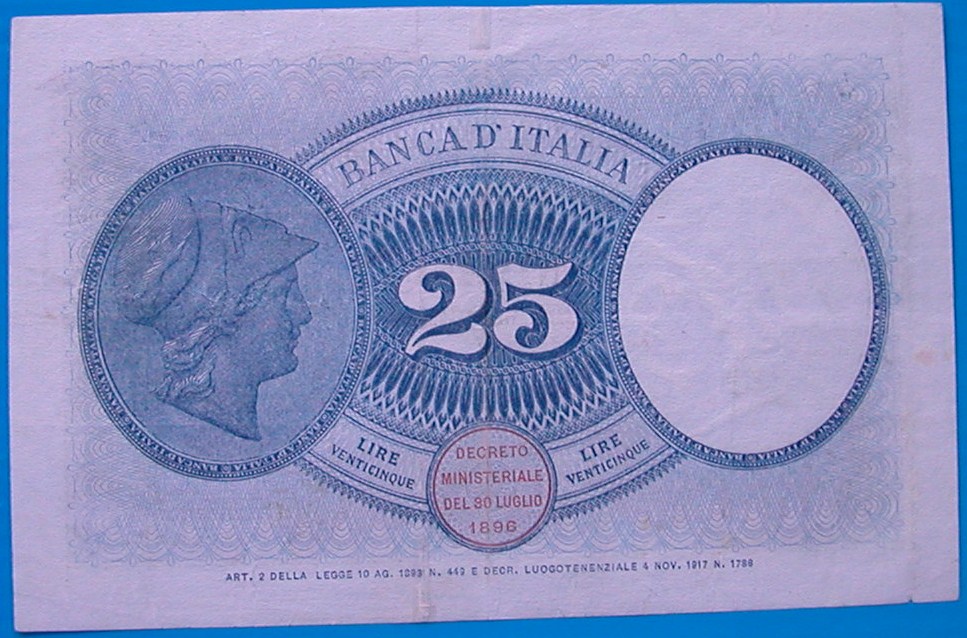 BANCA D'ITALIA
25
LIRE
VENTICINQUE
DECRETO
MINISTERIALE
DEL 30 LUGLIO
1896
LIRE
VENTICINQUE
ART. 2 DELLA LEGGE 10 AG. 1893 N. 449 E DECR. LUOGOTENENZIALE 4 NOV. 1917 N. 1788